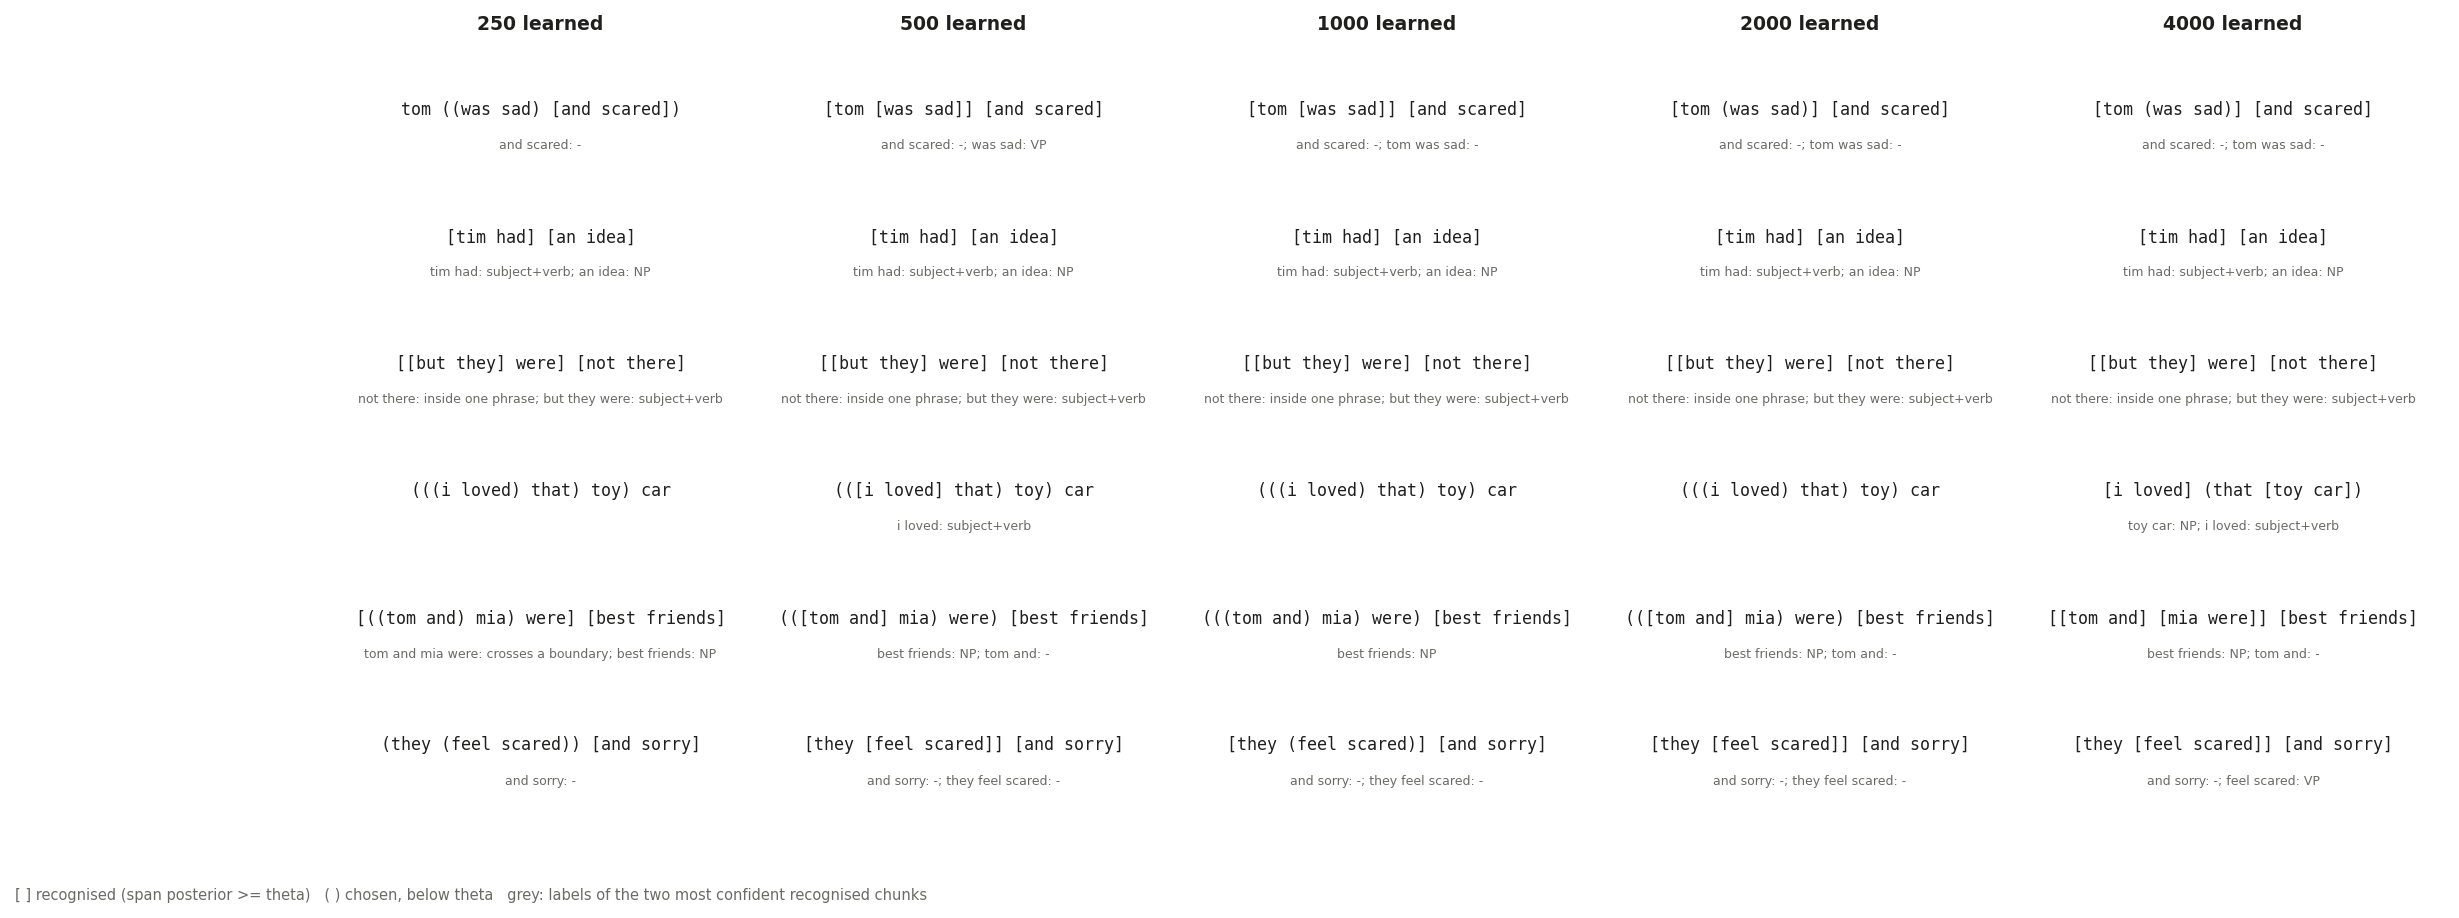 250 learned 500 learned 1000 learned 2000 learned 4000 learned
tom ((was sad) [and scared]) [tom [was sad]] [and scared] [tom [was sad]] [and scared] [tom (was sad)] [and scared] [tom (was sad)] [and scared]
and scared: - and scared: -; was sad: VP and scared: -; tom was sad: - and scared: -; tom was sad: - and scared: -; tom was sad: -
[tim had] [an idea] [tim had] [an idea] [tim had] [an idea] [tim had] [an idea] [tim had] [an idea]
tim had: subject+verb; an idea: NP tim had: subject+verb; an idea: NP tim had: subject+verb; an idea: NP tim had: subject+verb; an idea: NP tim had: subject+verb; an idea: NP
[[but they] were] [not there] [[but they] were] [not there] [[but they] were] [not there] [[but they] were] [not there] [[but they] were] [not there]
not there: inside one phrase; but they were: subject+verb not there: inside one phrase; but they were: subject+verb not there: inside one phrase; but they were: subject+verb not there: inside one phrase; but they were: subject+verb not there: inside one phrase; but they were: subject+verb
(((i loved) that) toy) car (([i loved] that) toy) car (((i loved) that) toy) car (((i loved) that) toy) car [i loved] (that [toy car])
i loved: subject+verb toy car: NP; i loved: subject+verb
[((tom and) mia) were] [best friends] (([tom and] mia) were) [best friends] (((tom and) mia) were) [best friends] (([tom and] mia) were) [best friends] [[tom and] [mia were]] [best friends]
tom and mia were: crosses a boundary; best friends: NP best friends: NP; tom and: - best friends: NP best friends: NP; tom and: - best friends: NP; tom and: -
(they (feel scared)) [and sorry] [they [feel scared]] [and sorry] [they (feel scared)] [and sorry] [they [feel scared]] [and sorry] [they [feel scared]] [and sorry]
and sorry: - and sorry: -; they feel scared: - and sorry: -; they feel scared: - and sorry: -; they feel scared: - and sorry: -; feel scared: VP
[ ] recognised (span posterior >= theta) ( ) chosen, below theta grey: labels of the two most confident recognised chunks